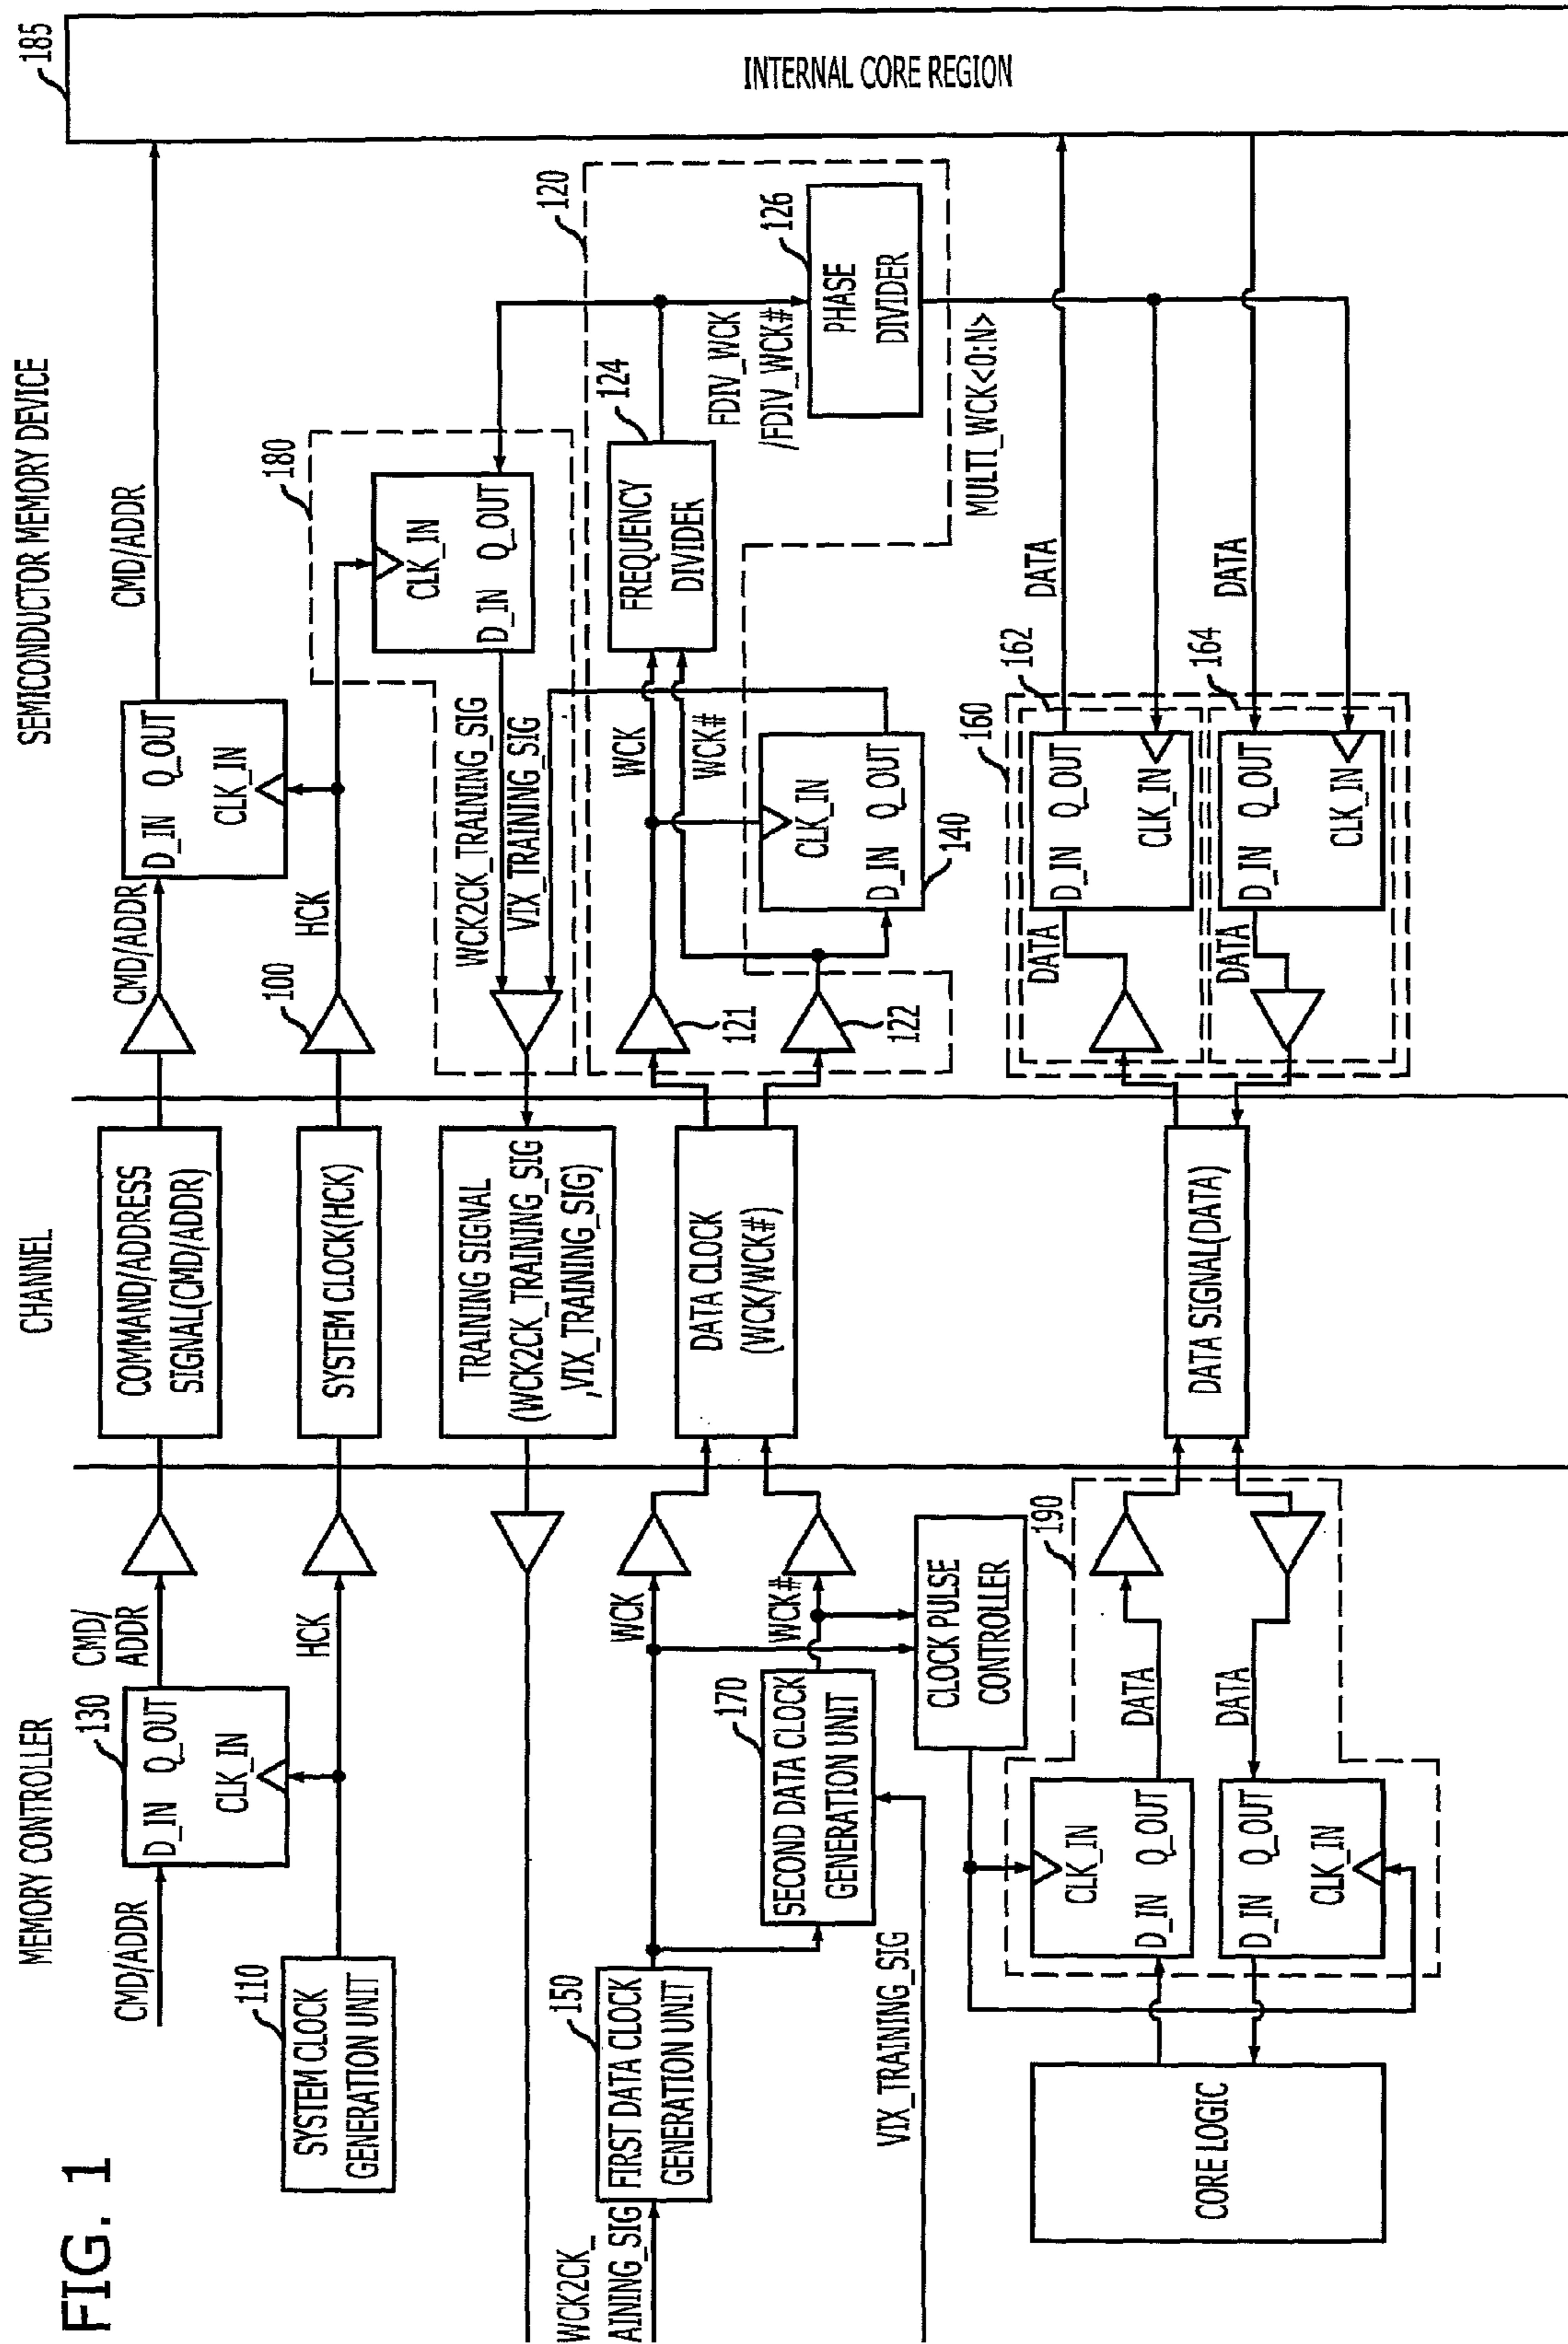 FIG. 1
MEMORY CONTROLLER
CHANNEL
SEMICONDUCTOR MEMORY DEVICE
CMD/ADDR
130
D_IN Q_OUT
CLK_IN
CMD/
ADDR
COMMAND/ADDRESS
SIGNAL(CMD/ADDR)
CMD/ADDR
D_IN Q_OUT
CLK_IN
CMD/ADDR
185
INTERNAL CORE REGION
110
SYSTEM CLOCK
GENERATION UNIT
HCK
SYSTEM CLOCK(HCK)
100
HCK
180
CLK_IN
D_IN Q_OUT
TRAINING SIGNAL
(WCK2CK_TRAINING_SIG
,VIX_TRAINING_SIG)
WCK2CK_TRAINING_SIG
VIX_TRAINING_SIG
WCK2CK_
AINING_SIG
150
FIRST DATA CLOCK
GENERATION UNIT
WCK
170
SECOND DATA CLOCK
GENERATION UNIT
WCK#
VIX_TRAINING_SIG
CLOCK PULSE
CONTROLLER
DATA CLOCK
(WCK/WCK#)
120
121
122
WCK
WCK#
124
FREQUENCY
DIVIDER
FDIV_WCK
/FDIV_WCK#
126
PHASE
DIVIDER
CLK_IN
D_IN Q_OUT
140
MULTI_WCK<0:N>
CORE LOGIC
190
CLK_IN
D_IN Q_OUT
DATA
D_IN Q_OUT
CLK_IN
DATA
DATA SIGNAL(DATA)
160
162
DATA
D_IN Q_OUT
CLK_IN
DATA
164
DATA
D_IN Q_OUT
CLK_IN
DATA